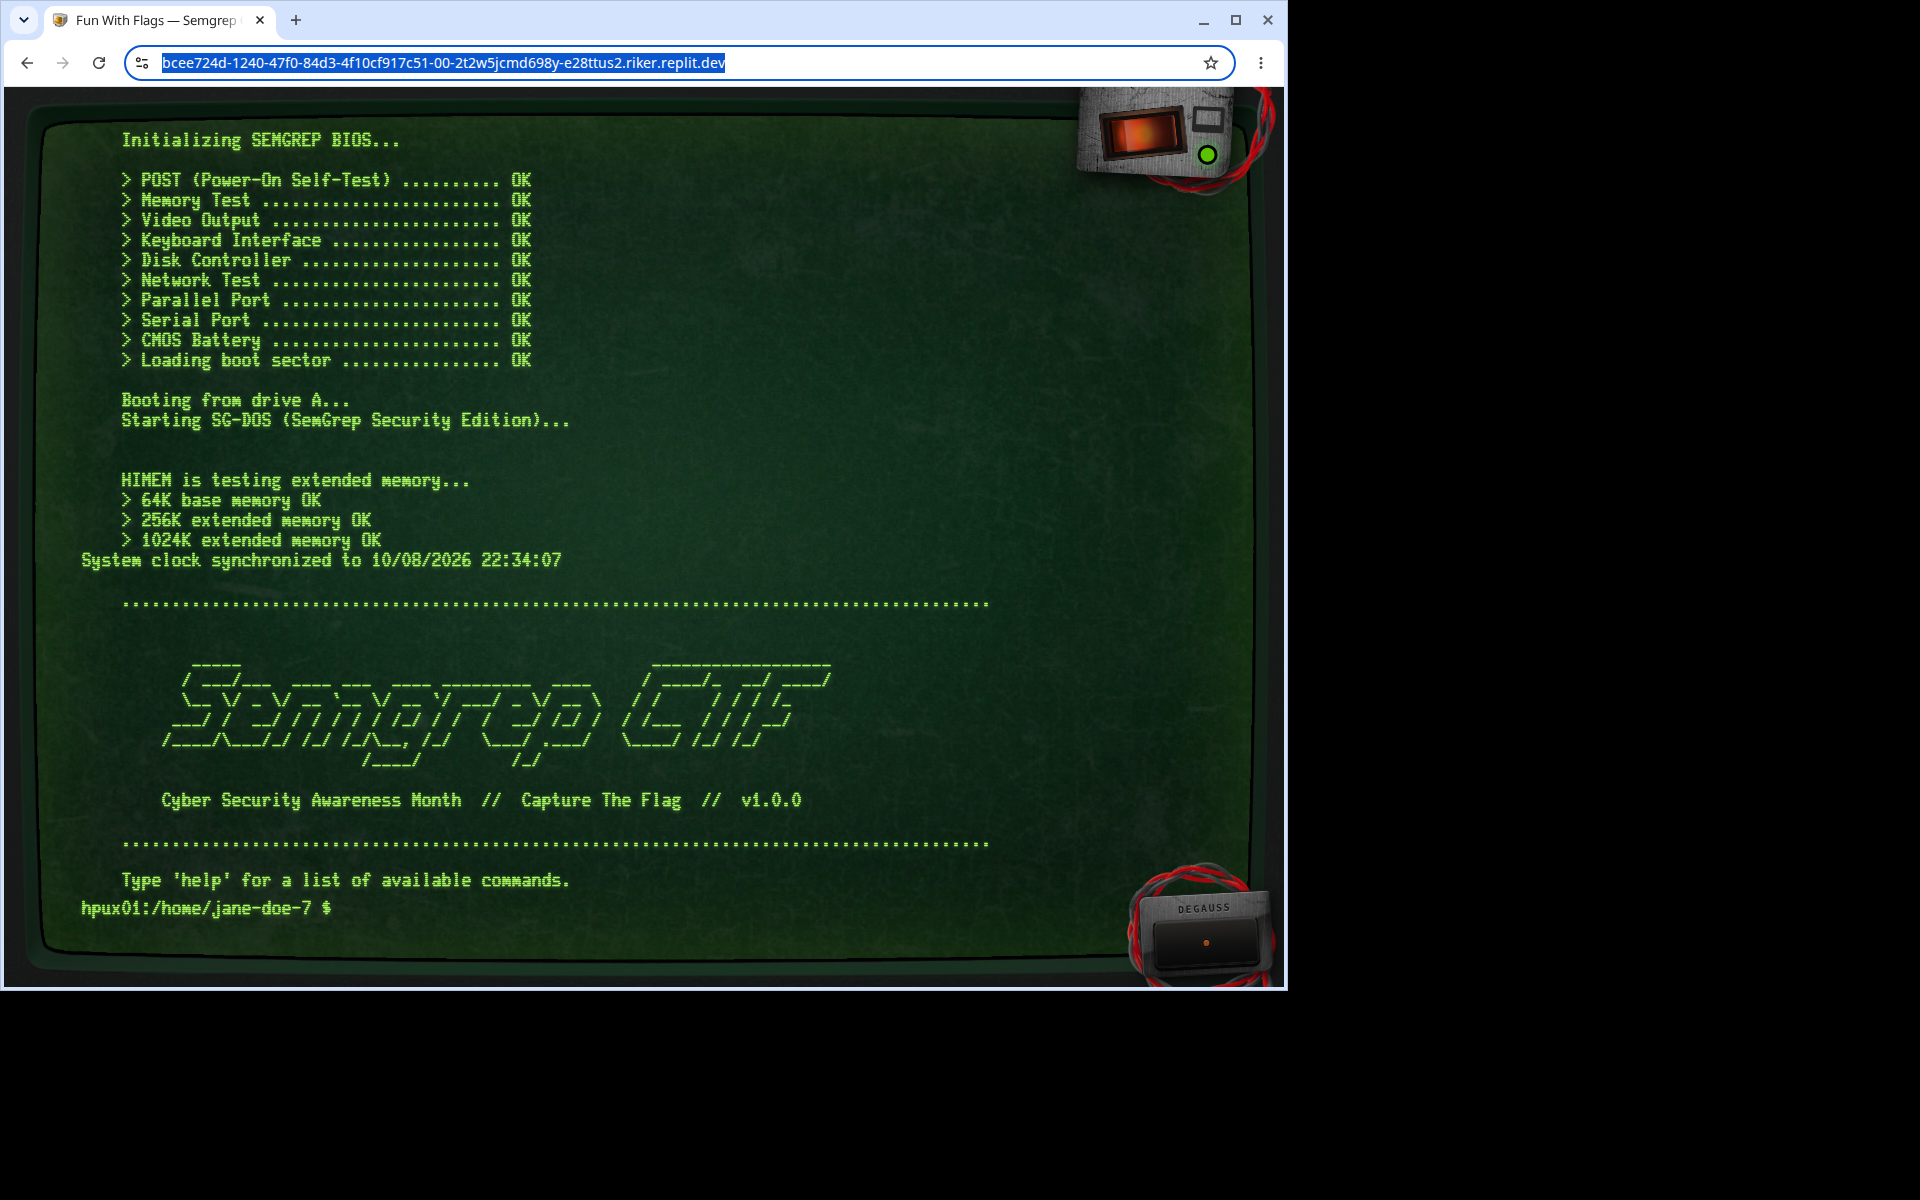 Fun With Flags — Semgrep
bcee724d-1240-47f0-84d3-4f10cf917c51-00-2t2w5jcmd698y-e28ttus2.riker.replit.dev
Initializing SEMGREP BIOS...
> POST (Power-On Self-Test) .......... OK
> Memory Test ........................ OK
> Video Output ....................... OK
> Keyboard Interface ................. OK
> Disk Controller .................... OK
> Network Test ....................... OK
> Parallel Port ...................... OK
> Serial Port ........................ OK
> CMOS Battery ....................... OK
> Loading boot sector ................ OK
Booting from drive A...
Starting SG-DOS (SemGrep Security Edition)...
HIMEM is testing extended memory...
> 64K base memory OK
> 256K extended memory OK
> 1024K extended memory OK
System clock synchronized to 10/08/2026 22:34:07
Semgrep CTF
Cyber Security Awareness Month // Capture The Flag // v1.0.0
Type 'help' for a list of available commands.
hpux01:/home/jane-doe-7 $
DEGAUSS